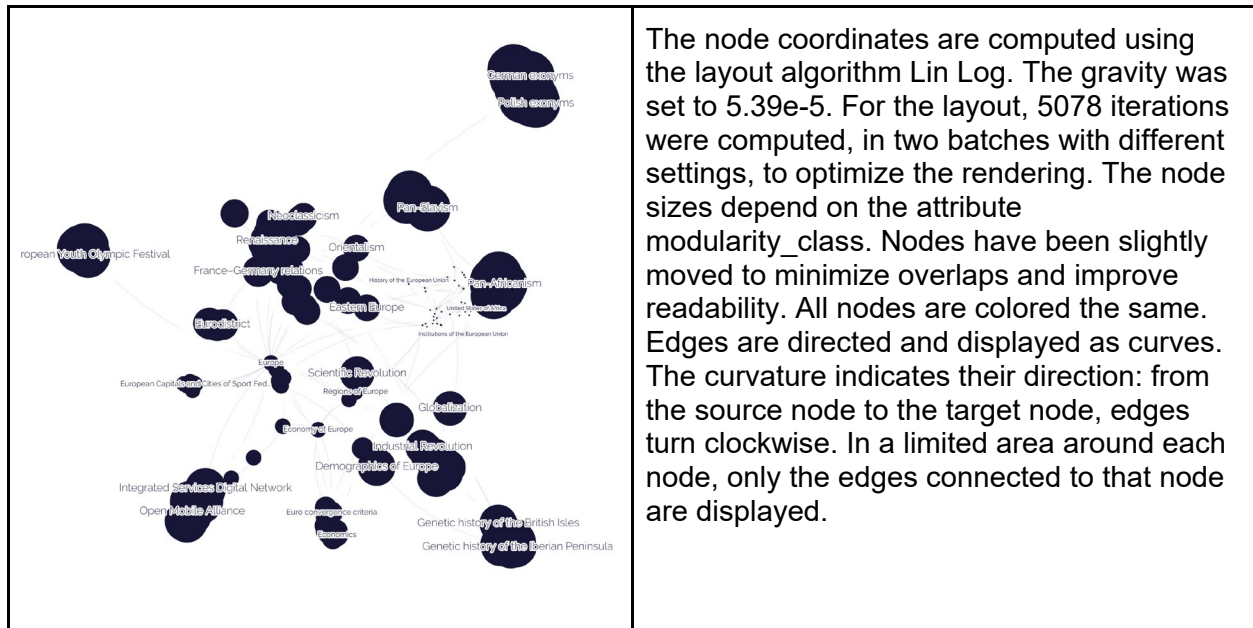 German exonyms
Polish exonyms
Pan-Slavism
Neoclassicism
Renaissance
Orientalism
ropean Youth Olympic Festival
France–Germany relations
History of the European Union
Pan-Africanism
Eastern Europe
United States of Africa
Eurodistrict
Institutions of the European Union
Europe
Scientific Revolution
European Capitals and Cities of Sport Fed...
Regions of Europe
Globalization
Economy of Europe
Industrial Revolution
Demographics of Europe
Integrated Services Digital Network
Open Mobile Alliance
Euro convergence criteria
Genetic history of the British Isles
Economics
Genetic history of the Iberian Peninsula
The node coordinates are computed using
the layout algorithm Lin Log. The gravity was
set to 5.39e-5. For the layout, 5078 iterations
were computed, in two batches with different
settings, to optimize the rendering. The node
sizes depend on the attribute
modularity_class. Nodes have been slightly
moved to minimize overlaps and improve
readability. All nodes are colored the same.
Edges are directed and displayed as curves.
The curvature indicates their direction: from
the source node to the target node, edges
turn clockwise. In a limited area around each
node, only the edges connected to that node
are displayed.